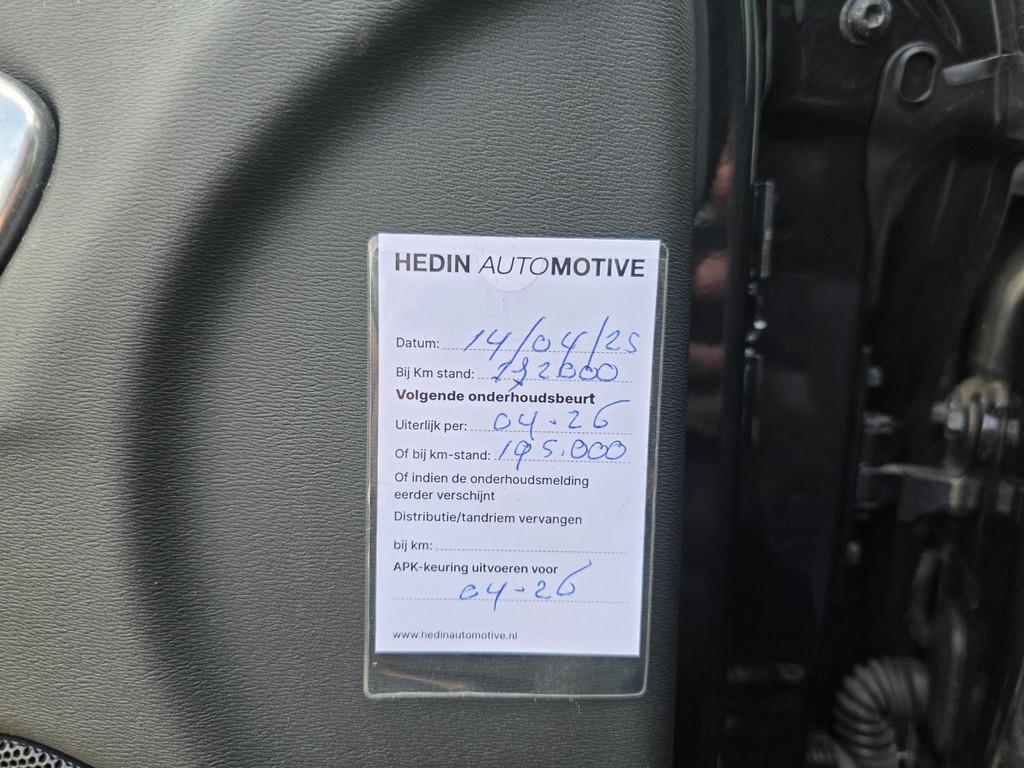 HEDIN AUTOMOTIVE
Datum: 14/04/25
Bij Km stand:
Volgende onderhoudsbeurt
Uiterlijk per: 04-26
Of bij km-stand: 195.000
Of indien de onderhoudsmelding
eerder verschijnt
Distributie/tandriem vervangen
bij km:
APK-keuring uitvoeren voor
04-26
www.hedinautomotive.nl